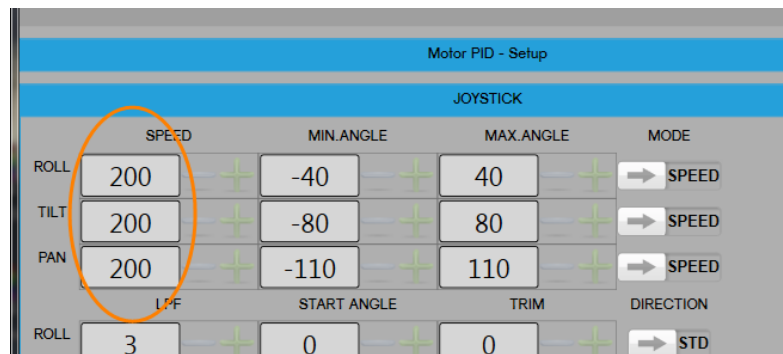 Motor PID - Setup
JOYSTICK
SPEED MIN.ANGLE MAX.ANGLE MODE
ROLL 200 -40 40 SPEED
TILT 200 -80 80 SPEED
PAN 200 -110 110 SPEED
LPF START ANGLE TRIM DIRECTION
ROLL 3 0 0 STD